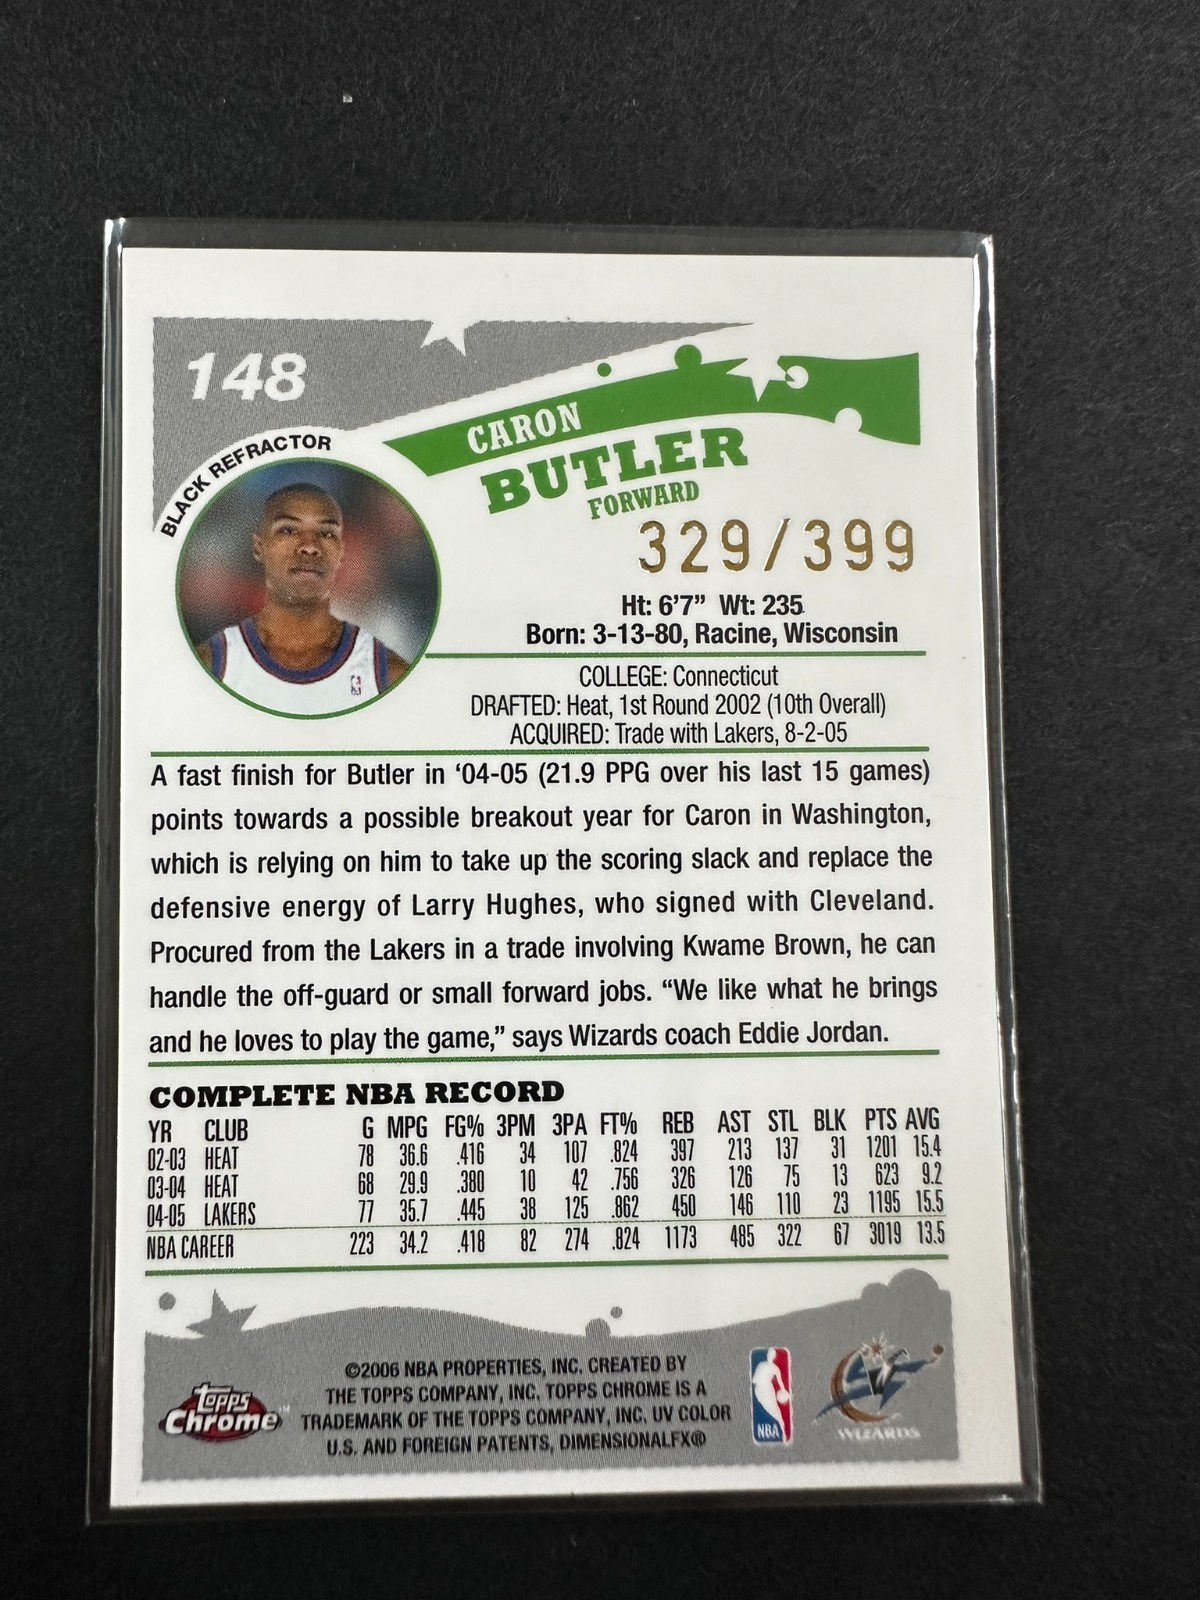 148
BLACK REFRACTOR
CARON
BUTLER
FORWARD
329/399
Ht: 6'7” Wt: 235
Born: 3-13-80, Racine, Wisconsin
COLLEGE: Connecticut
DRAFTED: Heat, 1st Round 2002 (10th Overall)
ACQUIRED: Trade with Lakers, 8-2-05
A fast finish for Butler in ‘04-05 (21.9 PPG over his last 15 games)
points towards a possible breakout year for Caron in Washington,
which is relying on him to take up the scoring slack and replace the
defensive energy of Larry Hughes, who signed with Cleveland.
Procured from the Lakers in a trade involving Kwame Brown, he can
handle the off-guard or small forward jobs. “We like what he brings
and he loves to play the game,” says Wizards coach Eddie Jordan.
COMPLETE NBA RECORD
YR CLUB G MPG FG% 3PM 3PA FT% REB AST STL BLK PTS AVG
02-03 HEAT 78 36.6 .416 34 107 .824 397 213 137 31 1201 15.4
03-04 HEAT 68 29.9 .380 10 42 .756 326 126 75 13 623 9.2
04-05 LAKERS 77 35.7 .445 38 125 .862 450 146 110 23 1195 15.5
NBA CAREER 223 34.2 .418 82 274 .824 1173 485 322 67 3019 13.5
©2006 NBA PROPERTIES, INC. CREATED BY
THE TOPPS COMPANY, INC. TOPPS CHROME IS A
TRADEMARK OF THE TOPPS COMPANY, INC. UV COLOR
U.S. AND FOREIGN PATENTS, DIMENSIONALFX®
Topps
Chrome™
NBA
WIZARDS